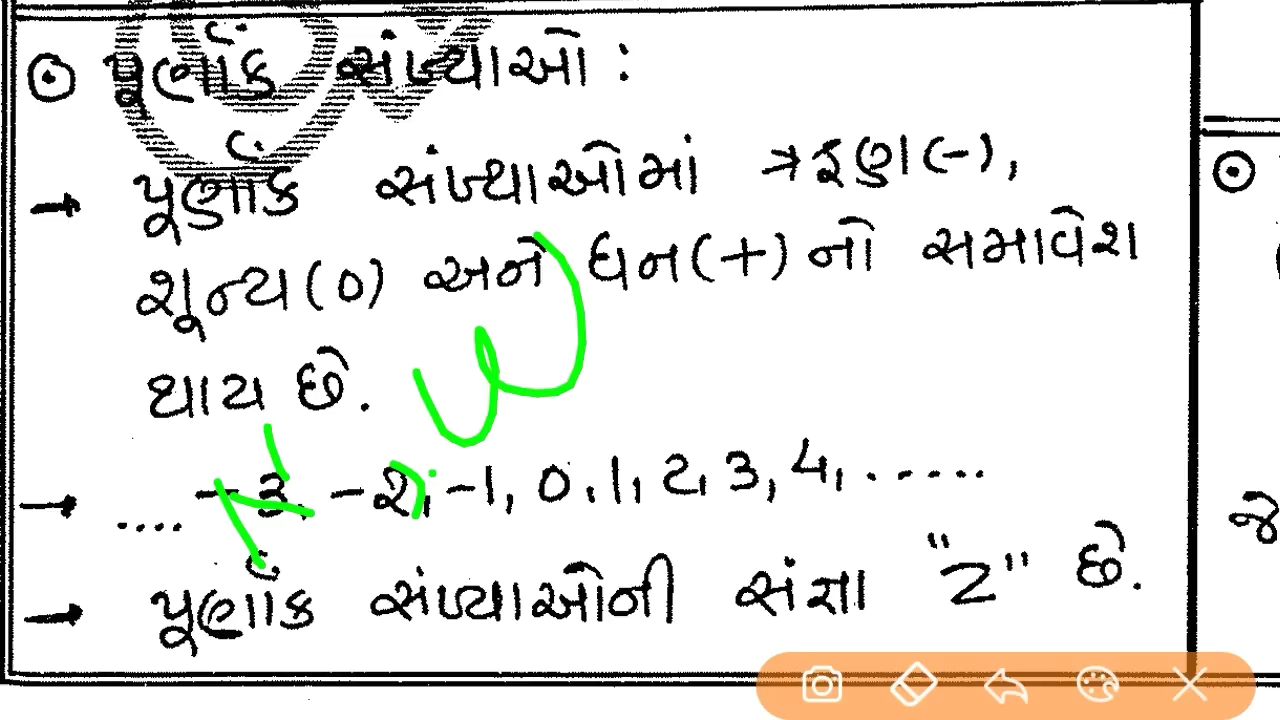 ⊙ પૂર્ણાંક સંખ્યાઓ :
→ પૂર્ણાંક સંખ્યાઓમાં ઋણ(-),
શૂન્ય(0) અને ધન(+)નો સમાવેશ
થાય છે.
→ .... -3, -2, -1, 0, 1, 2, 3, 4, ......
→ પૂર્ણાંક સંખ્યાઓની સંજ્ઞા "Z" છે.
⊙
જે